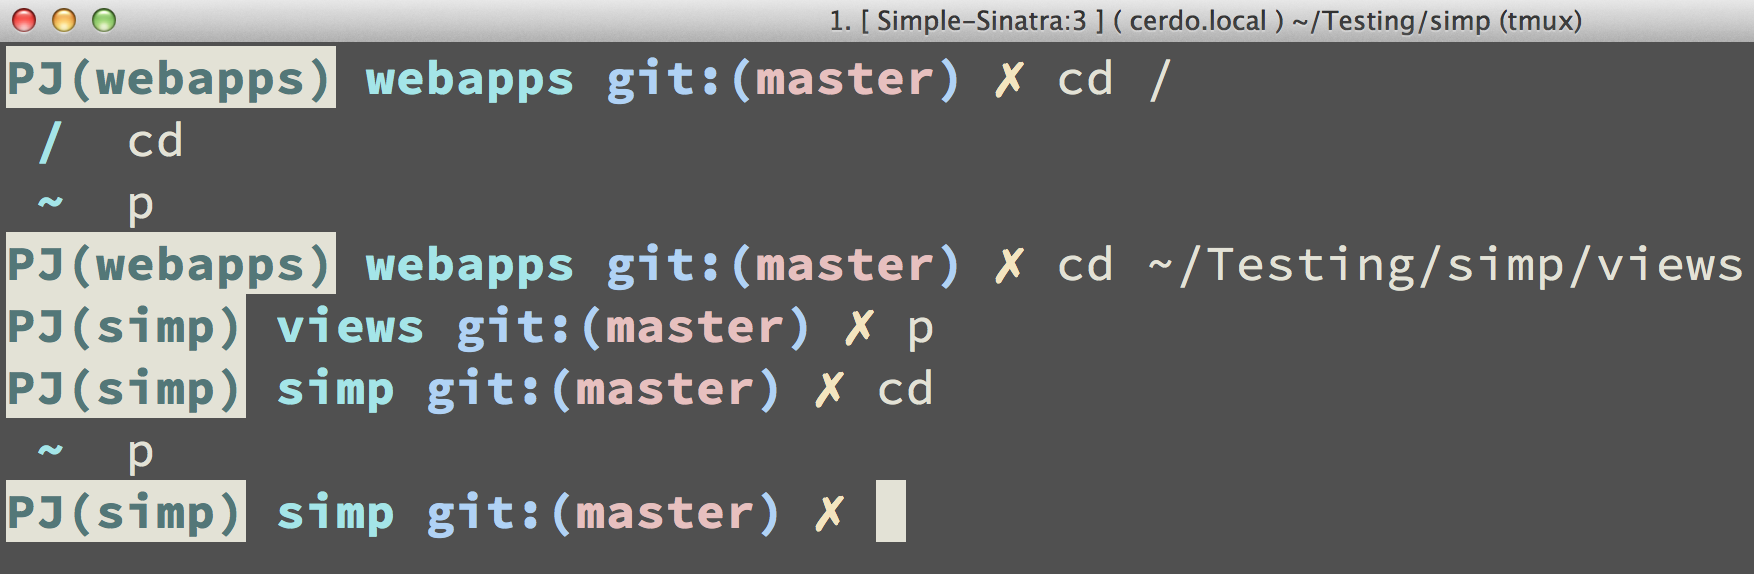 1. [ Simple-Sinatra:3 ] ( cerdo.local ) ~/Testing/simp (tmux)
PJ(webapps) webapps git:(master) ✗ cd /
/ cd
~ p
PJ(webapps) webapps git:(master) ✗ cd ~/Testing/simp/views
PJ(simp) views git:(master) ✗ p
PJ(simp) simp git:(master) ✗ cd
~ p
PJ(simp) simp git:(master) ✗